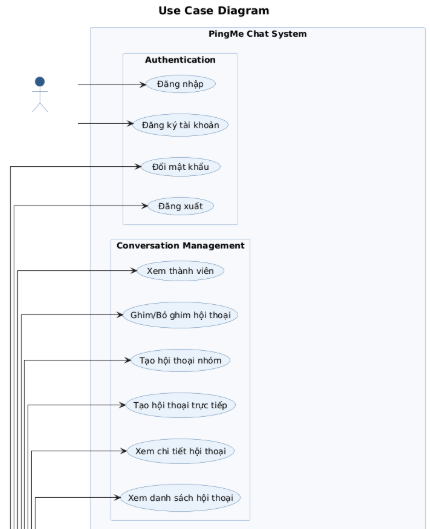 Use Case Diagram
PingMe Chat System
Authentication
Đăng nhập
Đăng ký tài khoản
Đổi mật khẩu
Đăng xuất
Conversation Management
Xem thành viên
Ghim/Bỏ ghim hội thoại
Tạo hội thoại nhóm
Tạo hội thoại trực tiếp
Xem chi tiết hội thoại
Xem danh sách hội thoại